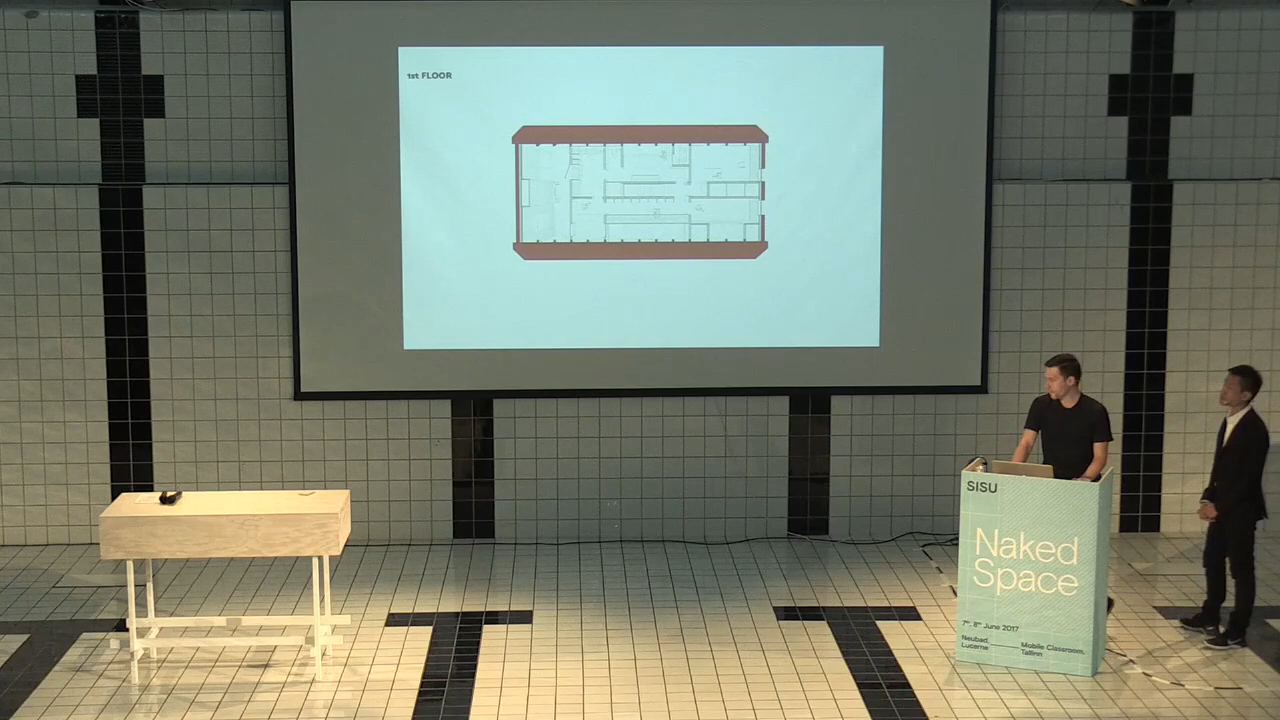 1st FLOOR
SISU
Naked
Space
7th, 8th June 2017
Neubad, Mobile Classroom,
Lucerne Tallinn